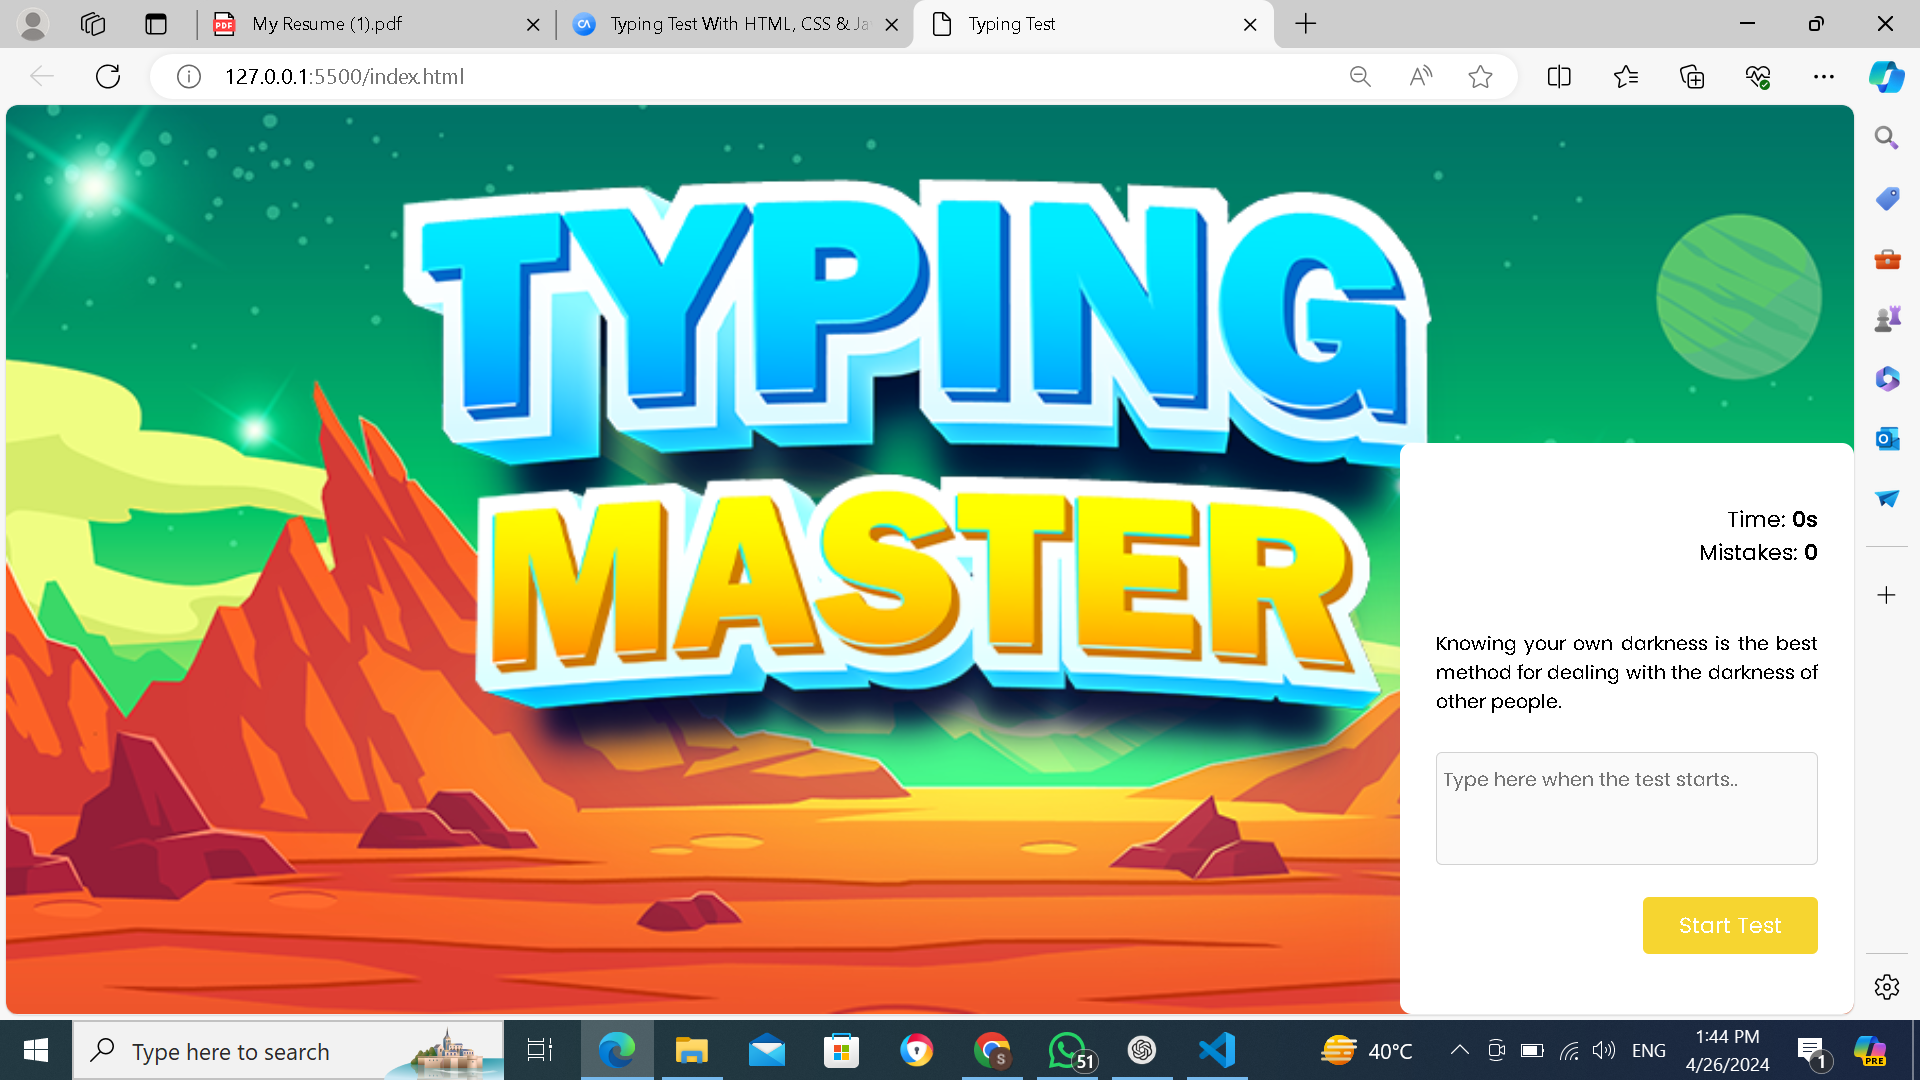 My Resume (1).pdf
Typing Test With HTML, CSS & Ja
Typing Test
127.0.0.1:5500/index.html
TYPING
MASTER
Time: 0s
Mistakes: 0
Knowing your own darkness is the best
method for dealing with the darkness of
other people.
Type here when the test starts..
Start Test
Type here to search
51
40°C
ENG
1:44 PM
4/26/2024
1
PRE